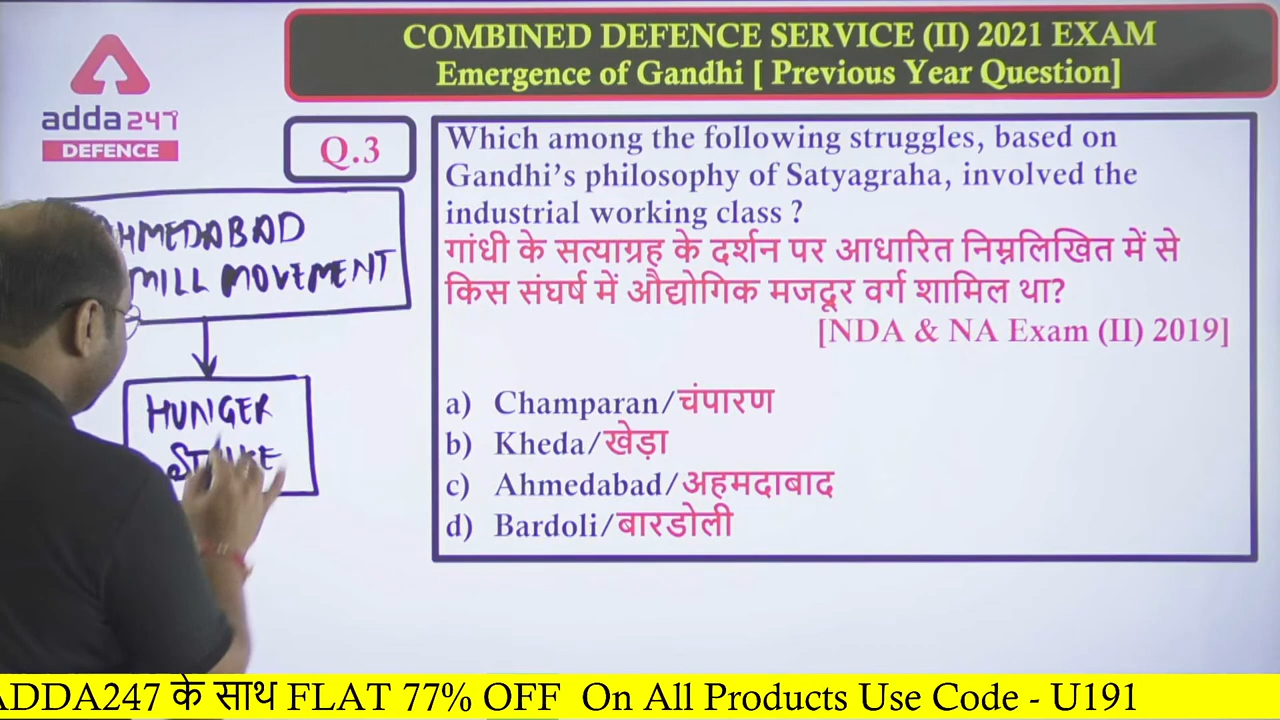 COMBINED DEFENCE SERVICE (II) 2021 EXAM
Emergence of Gandhi [ Previous Year Question]
adda247
DEFENCE
Q.3
Which among the following struggles, based on
Gandhi's philosophy of Satyagraha, involved the
industrial working class ?
गांधी के सत्याग्रह के दर्शन पर आधारित निम्नलिखित में से
किस संघर्ष में औद्योगिक मजदूर वर्ग शामिल था?
[NDA & NA Exam (II) 2019]
a) Champaran/चंपारण
b) Kheda/खेड़ा
c) Ahmedabad/अहमदाबाद
d) Bardoli/बारडोली
HMEDABAD
MILL MOVEMENT
HUNGER
ADDA247 के साथ FLAT 77% OFF On All Products Use Code - U191